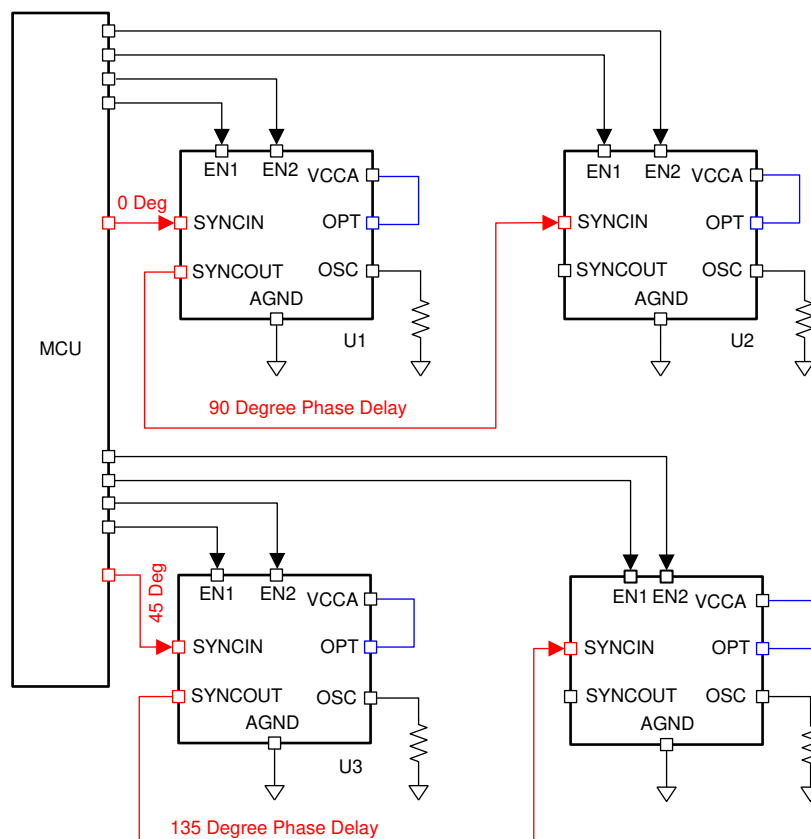 EN1 EN2
VCCA
0 Deg
SYNCIN
OPT
SYNCOUT
OSC
AGND
U1
EN1 EN2
VCCA
SYNCIN
OPT
SYNCOUT
OSC
AGND
U2
MCU
90 Degree Phase Delay
EN1 EN2
VCCA
45 Deg
SYNCIN
OPT
SYNCOUT
OSC
AGND
U3
EN1 EN2
VCCA
SYNCIN
OPT
SYNCOUT
OSC
AGND
135 Degree Phase Delay